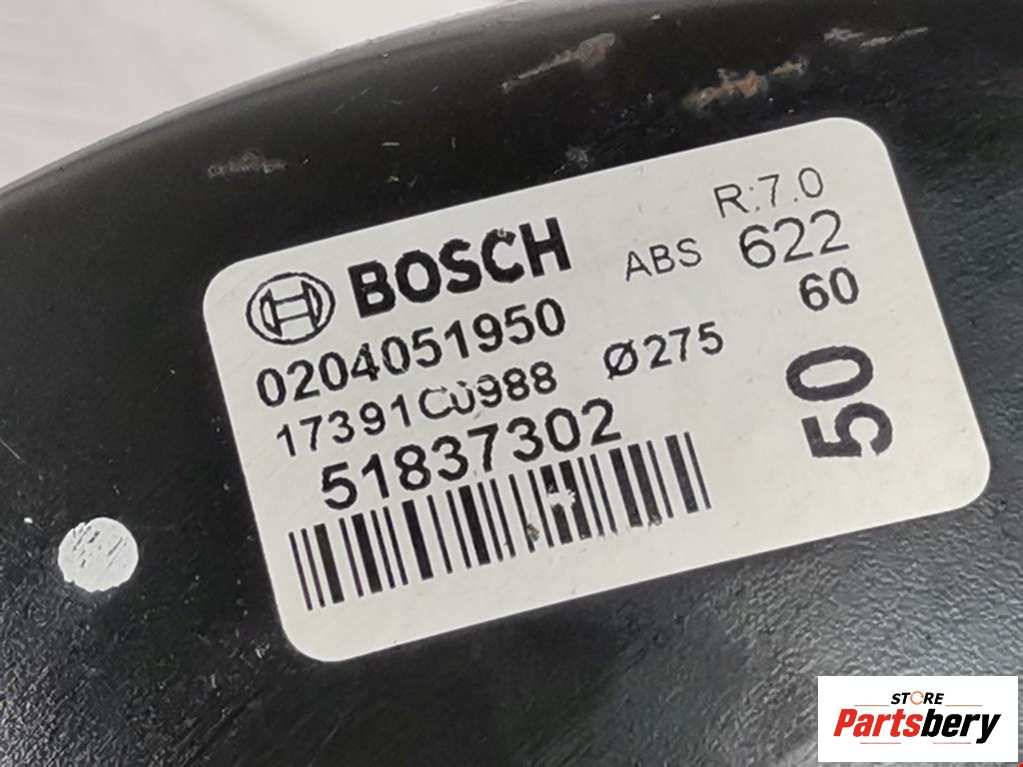 R:7.0
BOSCH ABS 622
0204051950 60
17391C0988 Ø275
51837302
50
STORE
Partsbery